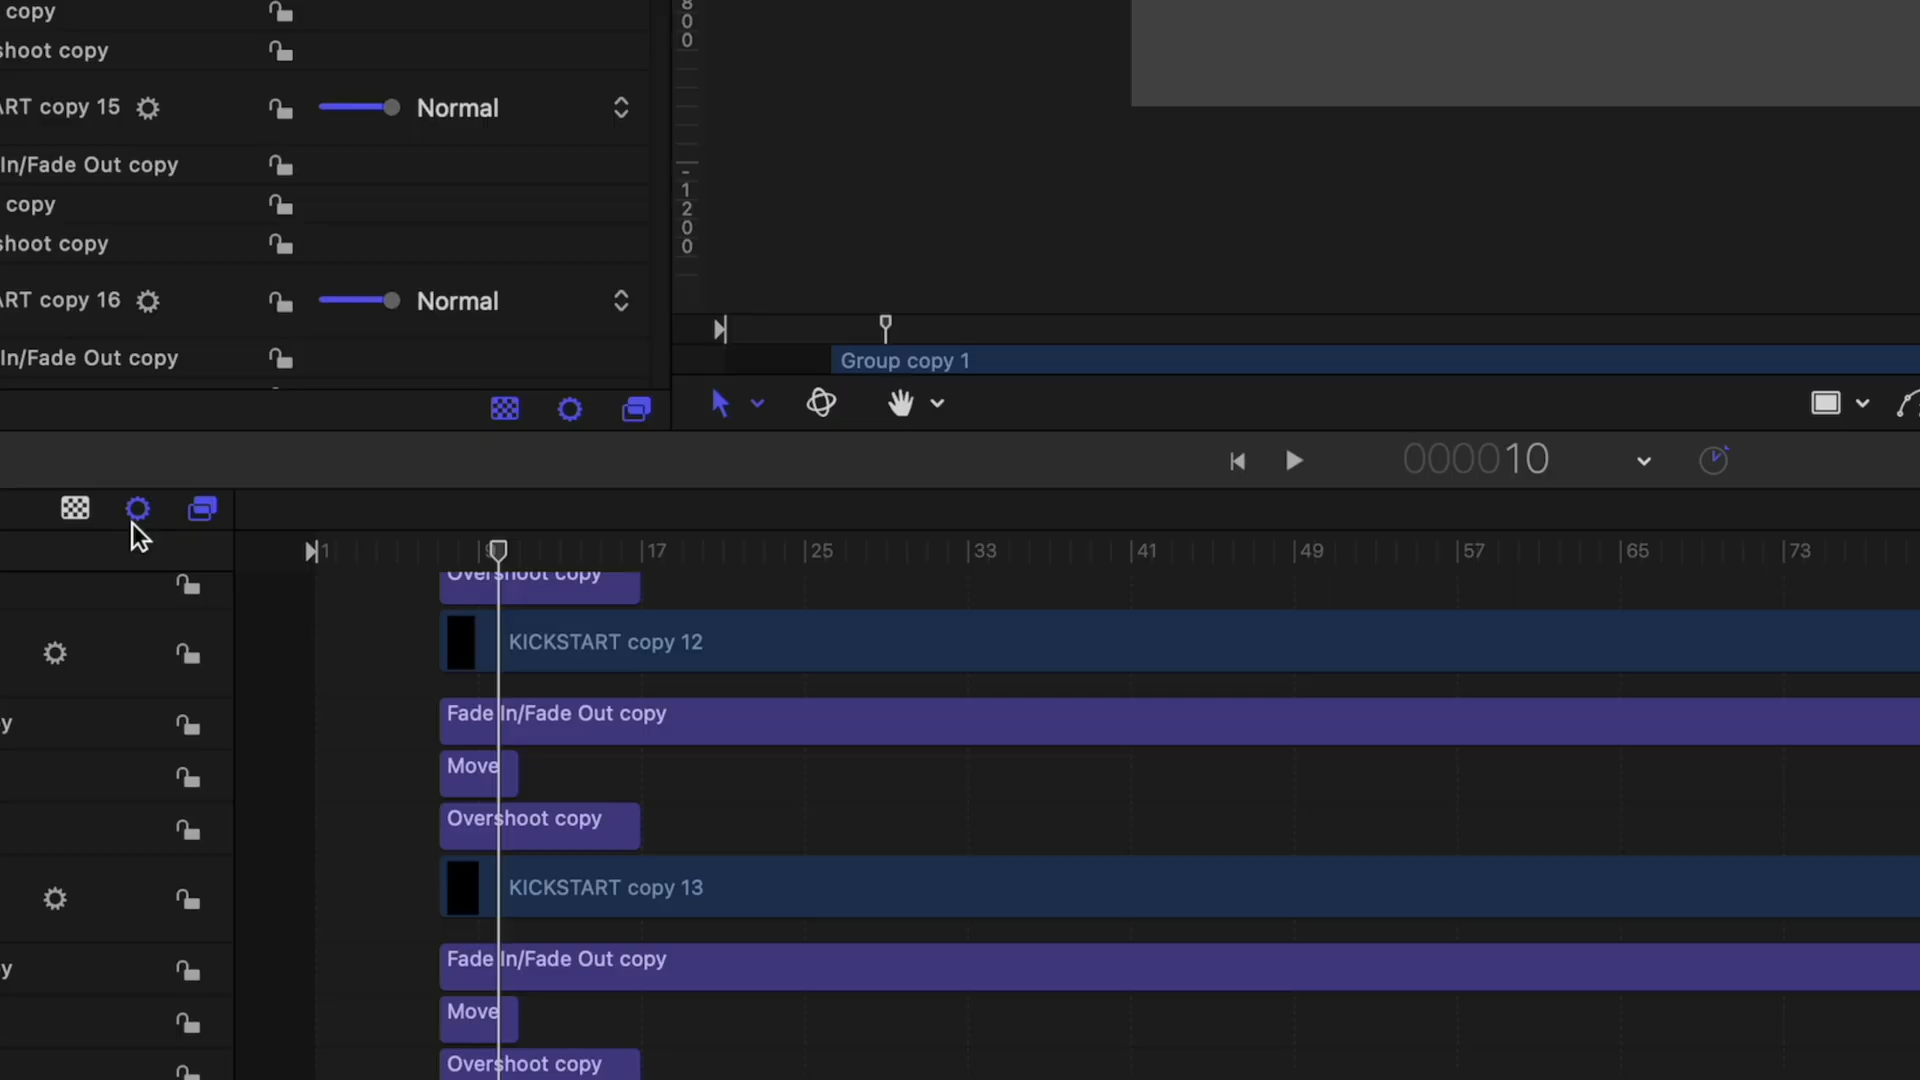 copy
shoot copy
ART copy 15
Normal
In/Fade Out copy
copy
shoot copy
ART copy 16
Normal
In/Fade Out copy
800
-1200
Group copy 1
000010
1 9 17 25 33 41 49 57 65 73
Overshoot copy
KICKSTART copy 12
y
Fade In/Fade Out copy
Move
Overshoot copy
KICKSTART copy 13
y
Fade In/Fade Out copy
Move
Overshoot copy